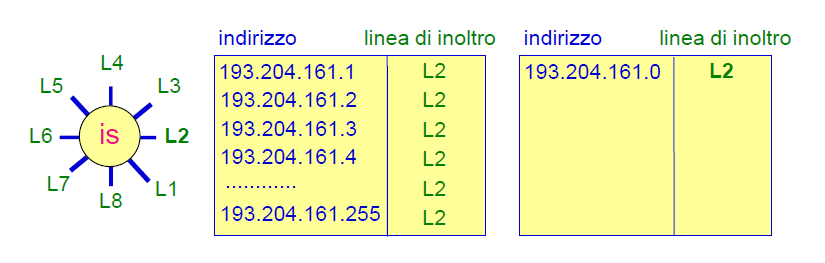 L4
L5
L3
L6
is
L2
L7
L8
L1
indirizzo linea di inoltro
193.204.161.1 L2
193.204.161.2 L2
193.204.161.3 L2
193.204.161.4 L2
............ L2
193.204.161.255 L2
indirizzo linea di inoltro
193.204.161.0 L2